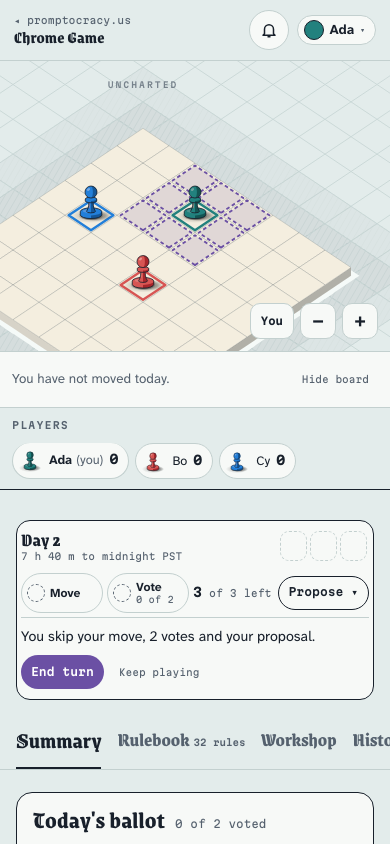 ◂ promptocracy.us
Chrome Game
Ada ▾
UNCHARTED
You − +
You have not moved today. Hide board
PLAYERS
Ada (you) 0 Bo 0 Cy 0
Day 2
7 h 40 m to midnight PST
Move Vote 0 of 2 3 of 3 left Propose ▾
You skip your move, 2 votes and your proposal.
End turn Keep playing
Summary Rulebook 32 rules Workshop Histo
Today's ballot 0 of 2 voted